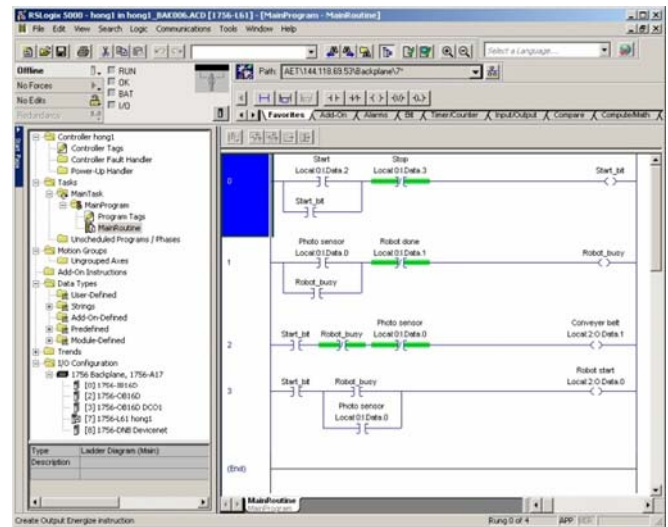 RSLogix 5000 - hong1 in hong1_BAK006.ACD [1756-L61] - [MainProgram - MainRoutine]
File Edit View Search Logic Communications Tools Window Help
Select a Language...
Offline
RUN
No Forces
OK
No Edits
BAT
I/O
Redundancy
Path: AET\144.118.69.53\Backplane\7*
Favorites Add-On Alarms Bit Timer/Counter Input/Output Compare Compute/Math
Start Page
Controller hong1
Controller Tags
Controller Fault Handler
Power-Up Handler
Tasks
MainTask
MainProgram
Program Tags
MainRoutine
Unscheduled Programs / Phases
Motion Groups
Ungrouped Axes
Add-On Instructions
Data Types
User-Defined
Strings
Add-On-Defined
Predefined
Module-Defined
Trends
I/O Configuration
1756 Backplane, 1756-A17
[0] 1756-IB16D
[2] 1756-OB16D
[3] 1756-OB16D DCO1
[7] 1756-L61 hong1
[8] 1756-DNB Devicenet
Type Ladder Diagram (Main)
Description
0
Start Stop
Local:0:I.Data.2 Local:0:I.Data.3 Start_bit
Start_bit
1
Photo sensor Robot done
Local:0:I.Data.0 Local:0:I.Data.1 Robot_busy
Robot_busy
2
Photo sensor Conveyer belt
Start_bit Robot_busy Local:0:I.Data.0 Local:2:O.Data.1
3
Robot start
Start_bit Robot_busy Local:2:O.Data.0
Photo sensor
Local:0:I.Data.0
(End)
MainRoutine
MainProgram
Create Output Energize instruction
Rung 0 of 4 APP